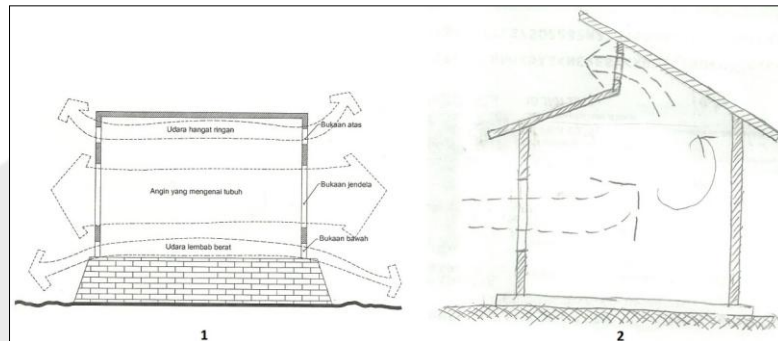 Udara hangat ringan
Bukaan atas
Angin yang mengenai tubuh
Bukaan jendela
Bukaan bawah
Udara lembab berat
1
2